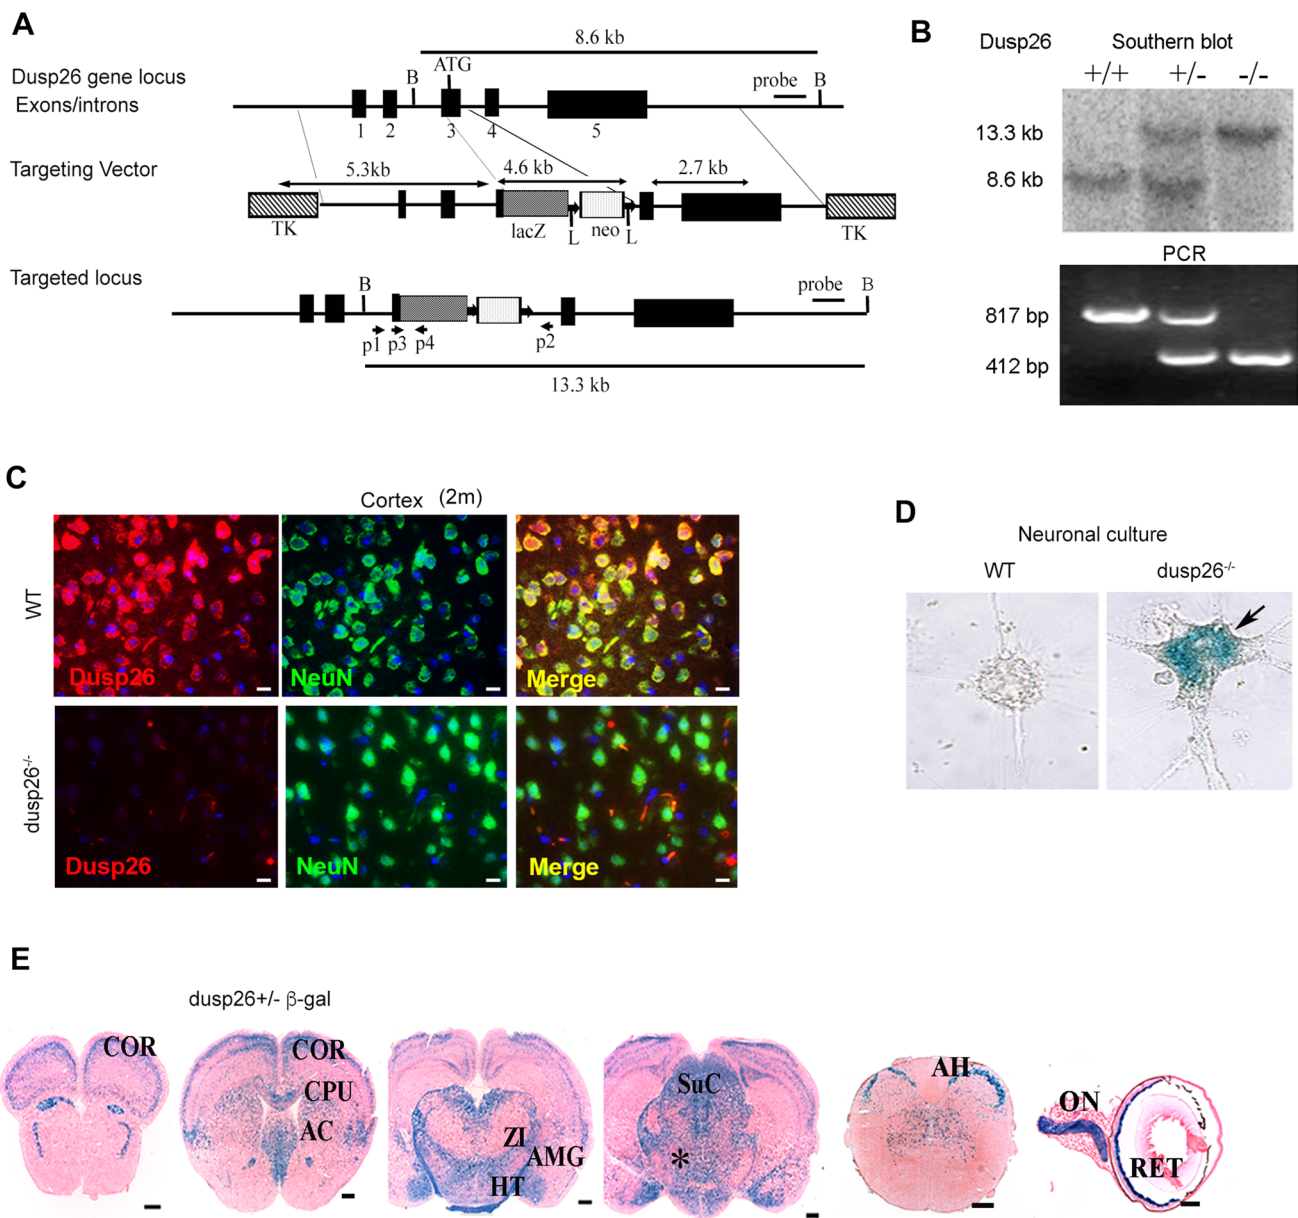 A
8.6 kb
Dusp26 gene locus
Exons/introns
B
ATG
probe
B
1 2 3 4 5
Targeting Vector
5.3kb
4.6 kb
2.7 kb
TK
lacZ
L
neo
L
TK
Targeted locus
B
probe
B
p1 p3 p4 p2
13.3 kb
B
Dusp26
Southern blot
+/+ +/- -/-
13.3 kb
8.6 kb
PCR
817 bp
412 bp
C
Cortex (2m)
WT
Dusp26
NeuN
Merge
dusp26-/-
Dusp26
NeuN
Merge
D
Neuronal culture
WT
dusp26-/-
E
dusp26+/- β-gal
COR
COR
CPU
AC
ZI
AMG
HT
SuC
*
AH
ON
RET